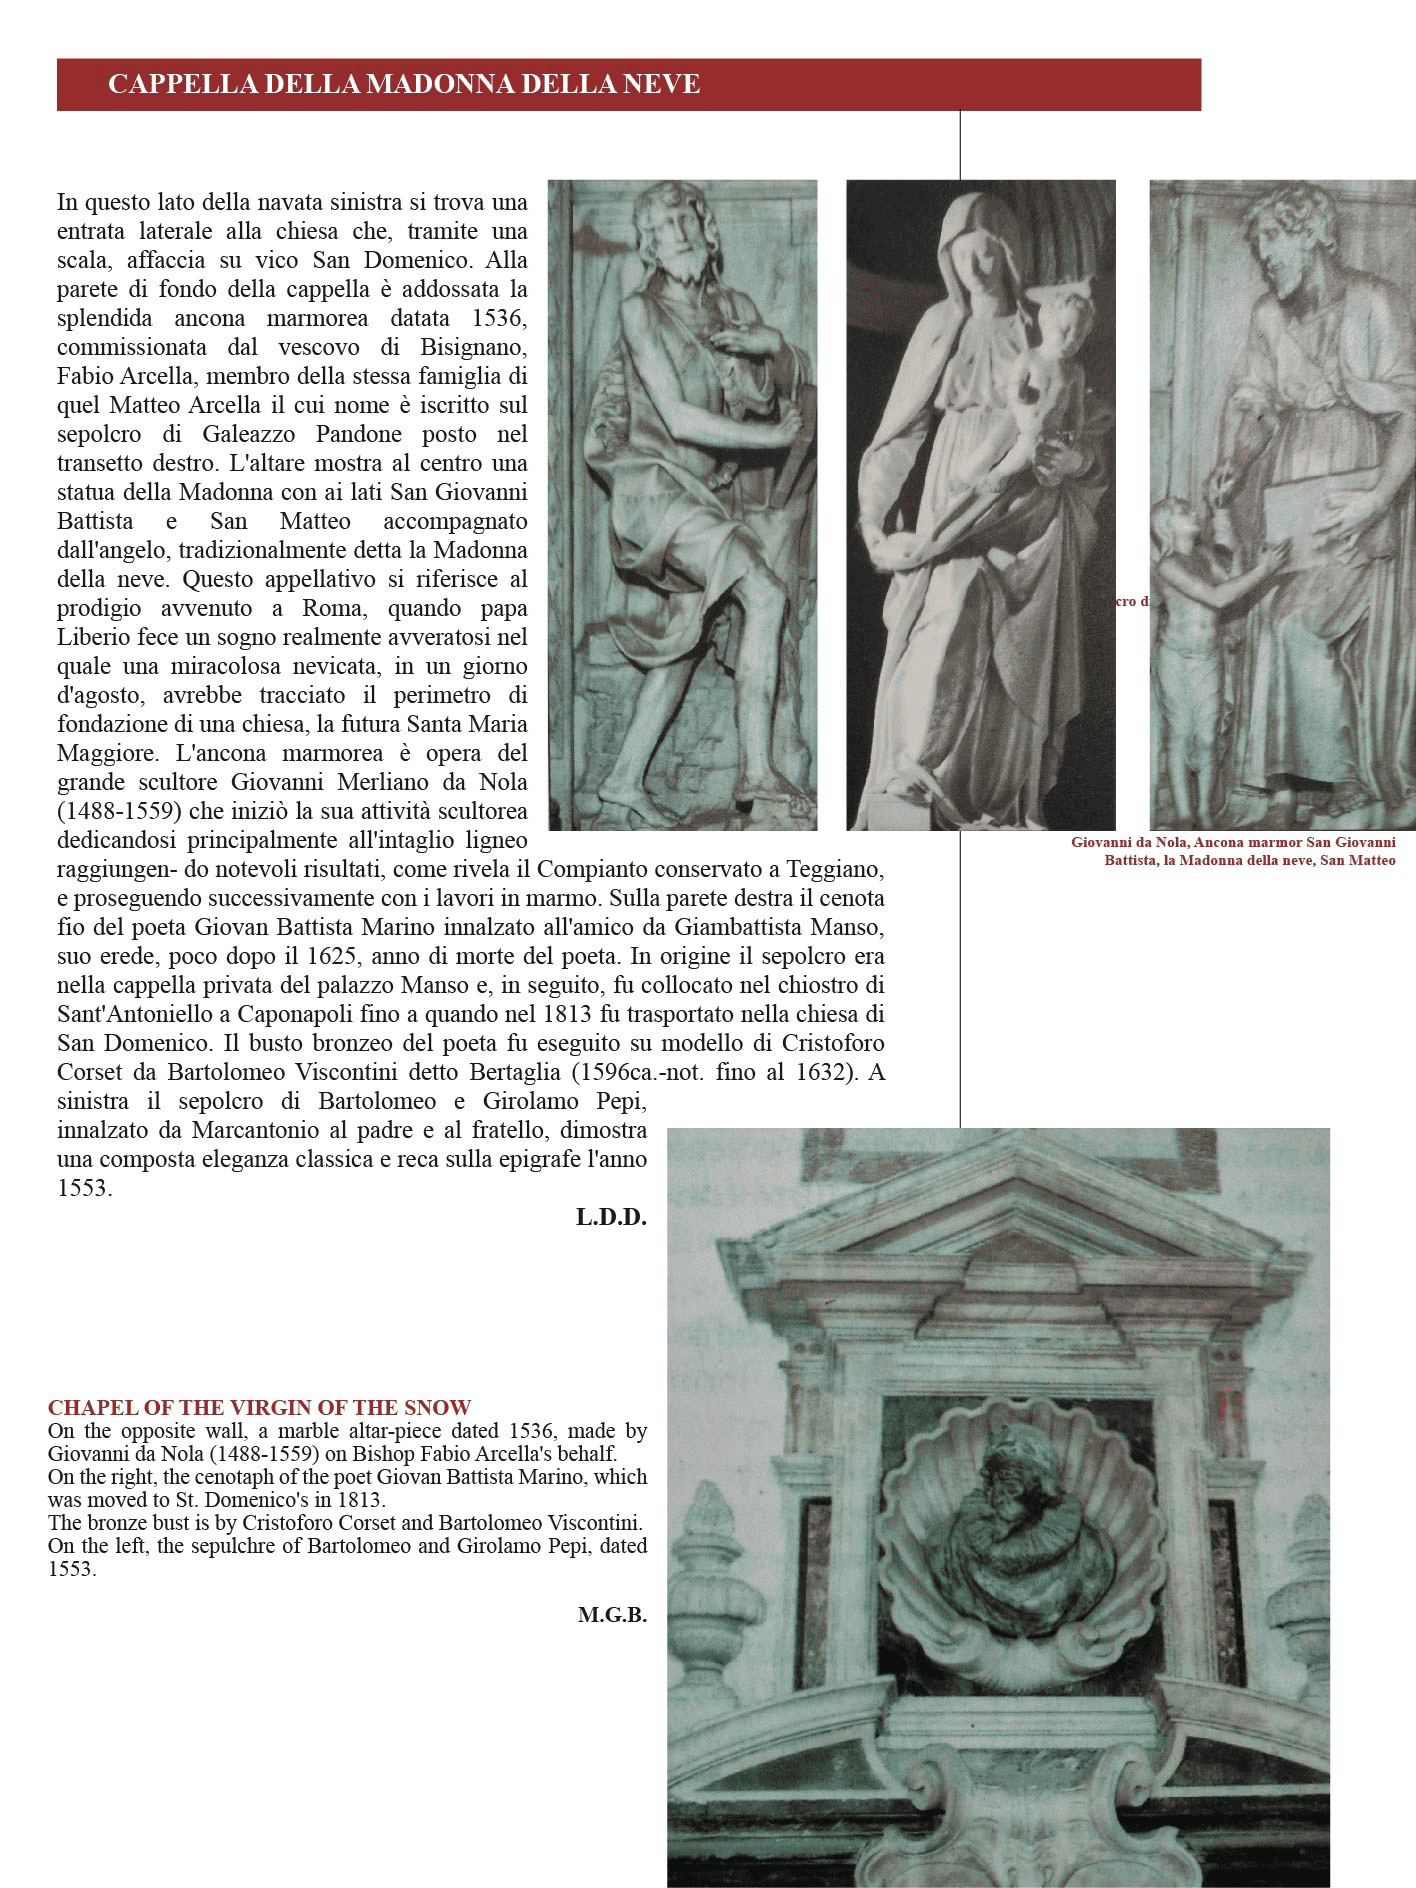 CAPPELLA DELLA MADONNA DELLA NEVE
In questo lato della navata sinistra si trova una
entrata laterale alla chiesa che, tramite una
scala, affaccia su vico San Domenico. Alla
parete di fondo della cappella è addossata la
splendida ancona marmorea datata 1536,
commissionata dal vescovo di Bisignano,
Fabio Arcella, membro della stessa famiglia di
quel Matteo Arcella il cui nome è iscritto sul
sepolcro di Galeazzo Pandone posto nel
transetto destro. L'altare mostra al centro una
statua della Madonna con ai lati San Giovanni
Battista e San Matteo accompagnato
dall'angelo, tradizionalmente detta la Madonna
della neve. Questo appellativo si riferisce al
prodigio avvenuto a Roma, quando papa
Liberio fece un sogno realmente avveratosi nel
quale una miracolosa nevicata, in un giorno
d'agosto, avrebbe tracciato il perimetro di
fondazione di una chiesa, la futura Santa Maria
Maggiore. L'ancona marmorea è opera del
grande scultore Giovanni Merliano da Nola
(1488-1559) che iniziò la sua attività scultorea
dedicandosi principalmente all'intaglio ligneo
raggiungen- do notevoli risultati, come rivela il Compianto conservato a Teggiano,
e proseguendo successivamente con i lavori in marmo. Sulla parete destra il cenota
fio del poeta Giovan Battista Marino innalzato all'amico da Giambattista Manso,
suo erede, poco dopo il 1625, anno di morte del poeta. In origine il sepolcro era
nella cappella privata del palazzo Manso e, in seguito, fu collocato nel chiostro di
Sant'Antoniello a Caponapoli fino a quando nel 1813 fu trasportato nella chiesa di
San Domenico. Il busto bronzeo del poeta fu eseguito su modello di Cristoforo
Corset da Bartolomeo Viscontini detto Bertaglia (1596ca.-not. fino al 1632). A
sinistra il sepolcro di Bartolomeo e Girolamo Pepi,
innalzato da Marcantonio al padre e al fratello, dimostra
una composta eleganza classica e reca sulla epigrafe l'anno
1553.
L.D.D.
cro di
Giovanni da Nola, Ancona marmor San Giovanni
Battista, la Madonna della neve, San Matteo
CHAPEL OF THE VIRGIN OF THE SNOW
On the opposite wall, a marble altar-piece dated 1536, made by
Giovanni da Nola (1488-1559) on Bishop Fabio Arcella's behalf.
On the right, the cenotaph of the poet Giovan Battista Marino, which
was moved to St. Domenico's in 1813.
The bronze bust is by Cristoforo Corset and Bartolomeo Viscontini.
On the left, the sepulchre of Bartolomeo and Girolamo Pepi, dated
1553.
M.G.B.